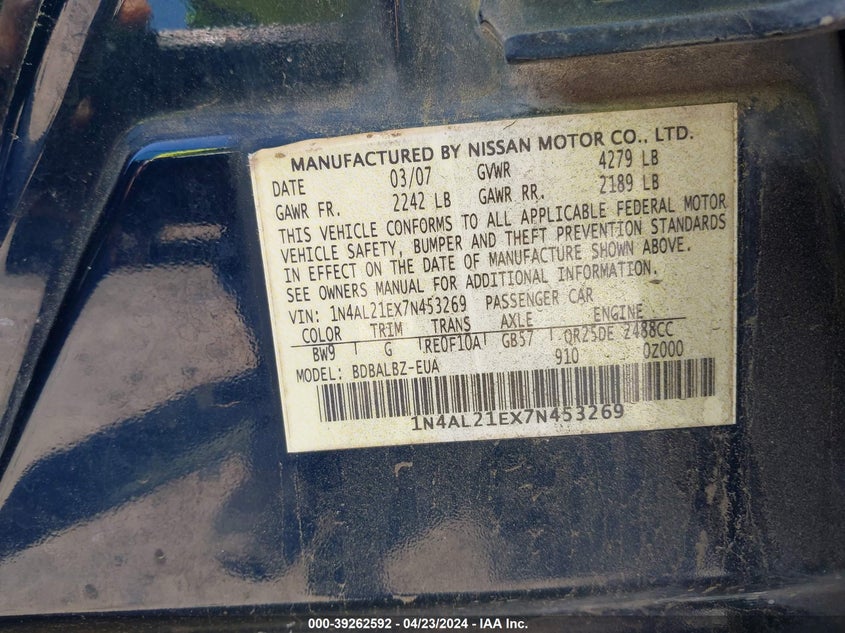 MANUFACTURED BY NISSAN MOTOR CO., LTD.
DATE 03/07 GVWR 4279 LB
GAWR FR. 2242 LB GAWR RR. 2189 LB
THIS VEHICLE CONFORMS TO ALL APPLICABLE FEDERAL MOTOR
VEHICLE SAFETY, BUMPER AND THEFT PREVENTION STANDARDS
IN EFFECT ON THE DATE OF MANUFACTURE SHOWN ABOVE.
SEE OWNERS MANUAL FOR ADDITIONAL INFORMATION.
VIN: 1N4AL21EX7N453269 PASSENGER CAR
COLOR TRIM TRANS AXLE ENGINE
BW9 G RE0F10A GB57 QR25DE 2488CC
MODEL: BDBALBZ-EUA 910 0Z000
1N4AL21EX7N453269
000-39262592 - 04/23/2024 - © IAA, Inc.